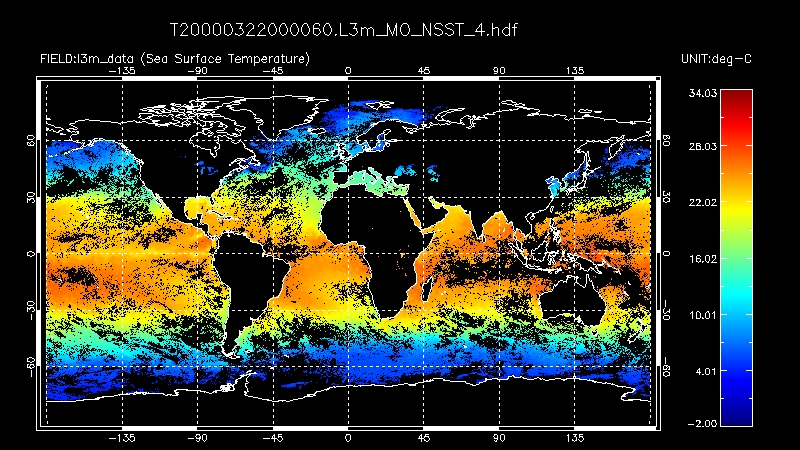 T20000322000060.L3m_MO_NSST_4.hdf
FIELD:l3m_data (Sea Surface Temperature) UNIT:deg-C
-135 -90 -45 0 45 90 135
34.03
60 60 28.03
30 30 22.02
0 0 16.02
-30 -30 10.01
-60 -60 4.01
-2.00
-135 -90 -45 0 45 90 135